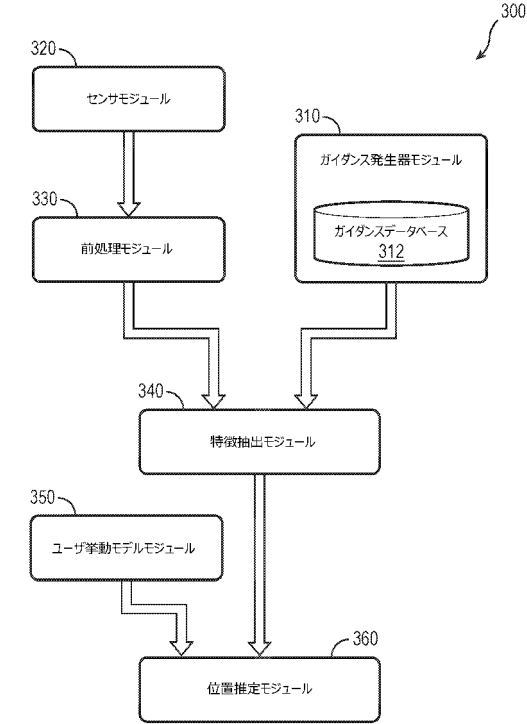 300
320
センサモジュール
310
ガイダンス発生器モジュール
ガイダンスデータベース
312
330
前処理モジュール
340
特徴抽出モジュール
350
ユーザ挙動モデルモジュール
360
位置推定モジュール